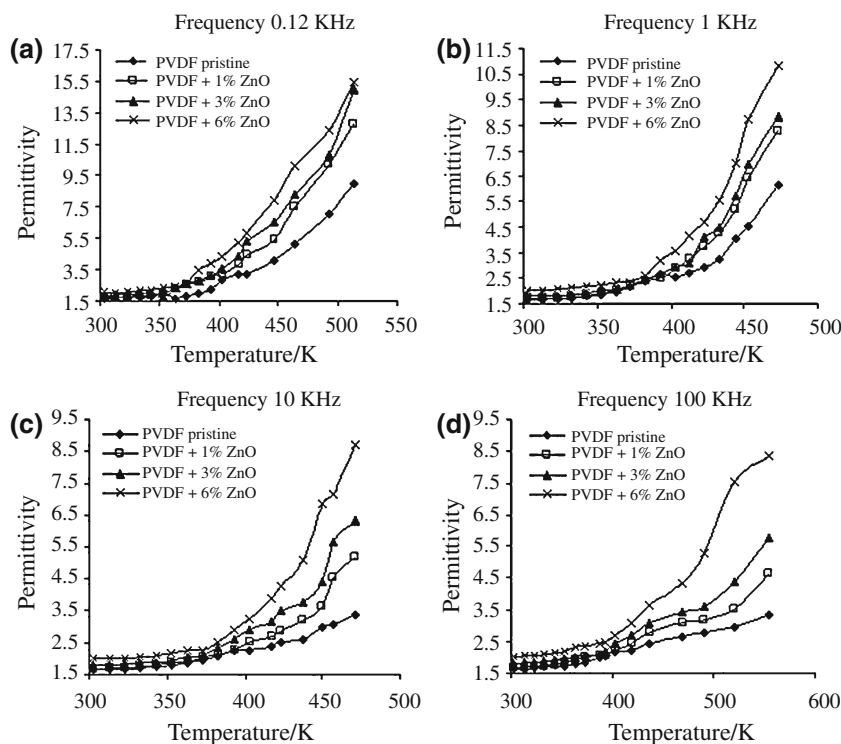 Frequency 0.12 KHz
(a)
17.5
15.5
13.5
11.5
9.5
7.5
5.5
3.5
1.5
Permittivity
PVDF pristine
PVDF + 1% ZnO
PVDF + 3% ZnO
PVDF + 6% ZnO
300 350 400 450 500 550
Temperature/K
Frequency 1 KHz
(b)
11.5
10.5
9.5
8.5
7.5
6.5
5.5
4.5
3.5
2.5
1.5
Permittivity
PVDF pristine
PVDF + 1% ZnO
PVDF + 3% ZnO
PVDF + 6% ZnO
300 350 400 450 500
Temperature/K
Frequency 10 KHz
(c)
9.5
8.5
7.5
6.5
5.5
4.5
3.5
2.5
1.5
Permittivity
PVDF pristine
PVDF + 1% ZnO
PVDF + 3% ZnO
PVDF + 6% ZnO
300 350 400 450 500
Temperature/K
Frequency 100 KHz
(d)
9.5
8.5
7.5
6.5
5.5
4.5
3.5
2.5
1.5
Permittivity
PVDF pristine
PVDF + 1% ZnO
PVDF + 3% ZnO
PVDF + 6% ZnO
300 400 500 600
Temperature/K